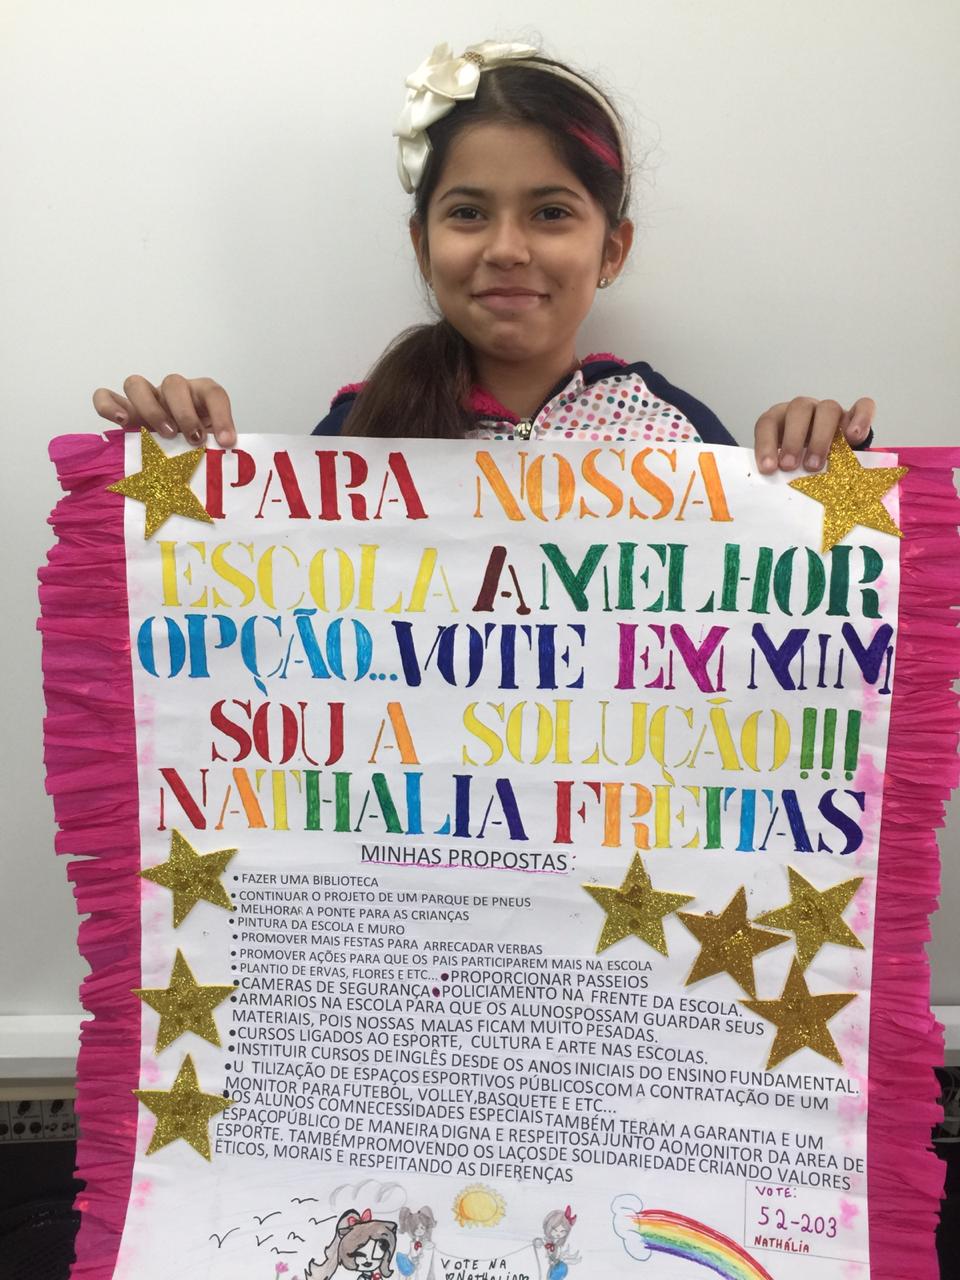 PARA NOSSA
ESCOLA A MELHOR
OPÇÃO...VOTE EM MIM
SOU A SOLUÇÃO!!!
NATHALIA FREITAS
MINHAS PROPOSTAS:
• FAZER UMA BIBLIOTECA
• CONTINUAR O PROJETO DE UM PARQUE DE PNEUS
• MELHORAR A PONTE PARA AS CRIANÇAS
• PINTURA DA ESCOLA E MURO
• PROMOVER MAIS FESTAS PARA ARRECADAR VERBAS
• PROMOVER AÇÕES PARA QUE OS PAIS PARTICIPAREM MAIS NA ESCOLA
• PLANTIO DE ERVAS, FLORES E ETC... • PROPORCIONAR PASSEIOS
• CAMERAS DE SEGURANÇA • POLICIAMENTO NA FRENTE DA ESCOLA.
• ARMARIOS NA ESCOLA PARA QUE OS ALUNOSPOSSAM GUARDAR SEUS
MATERIAIS, POIS NOSSAS MALAS FICAM MUITO PESADAS.
• CURSOS LIGADOS AO ESPORTE, CULTURA E ARTE NAS ESCOLAS.
• INSTITUIR CURSOS DE INGLÊS DESDE OS ANOS INICIAIS DO ENSINO FUNDAMENTAL.
• U TILIZAÇÃO DE ESPAÇOS ESPORTIVOS PÚBLICOS COM A CONTRATAÇÃO DE UM
MONITOR PARA FUTEBOL, VOLLEY,BASQUETE E ETC...
• OS ALUNOS COMNECESSIDADES ESPECIAIS TAMBÉM TERAM A GARANTIA E UM
ESPAÇOPÚBLICO DE MANEIRA DIGNA E RESPEITOSA JUNTO AOMONITOR DA AREA DE
ESPORTE. TAMBÉMPROMOVENDO OS LAÇOSDE SOLIDARIEDADE CRIANDO VALORES
ÉTICOS, MORAIS E RESPEITANDO AS DIFERENÇAS
VOTE:
52-203
NATHÁLIA
VOTE NA
NATHALIA